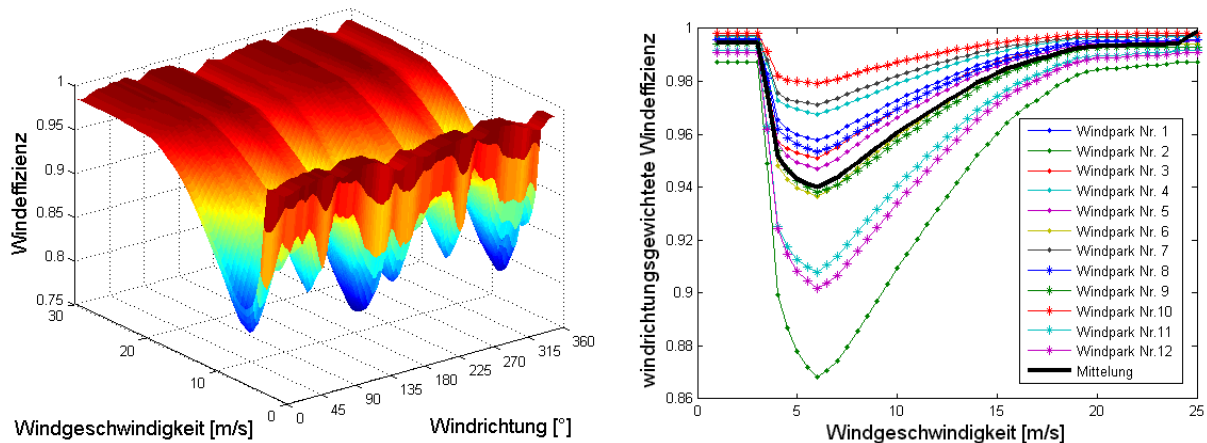 1
0.95
0.9
0.85
0.8
0.75
30
20
10
0
0
45
90
135
180
225
270
315
360
Windeffizienz
Windgeschwindigkeit [m/s]
Windrichtung [°]
1
0.98
0.96
0.94
0.92
0.9
0.88
0.86
0
5
10
15
20
25
windrichtungsgewichtete Windeffizienz
Windgeschwindigkeit [m/s]
Windpark Nr. 1
Windpark Nr. 2
Windpark Nr. 3
Windpark Nr. 4
Windpark Nr. 5
Windpark Nr. 6
Windpark Nr. 7
Windpark Nr. 8
Windpark Nr. 9
Windpark Nr.10
Windpark Nr.11
Windpark Nr.12
Mittelung